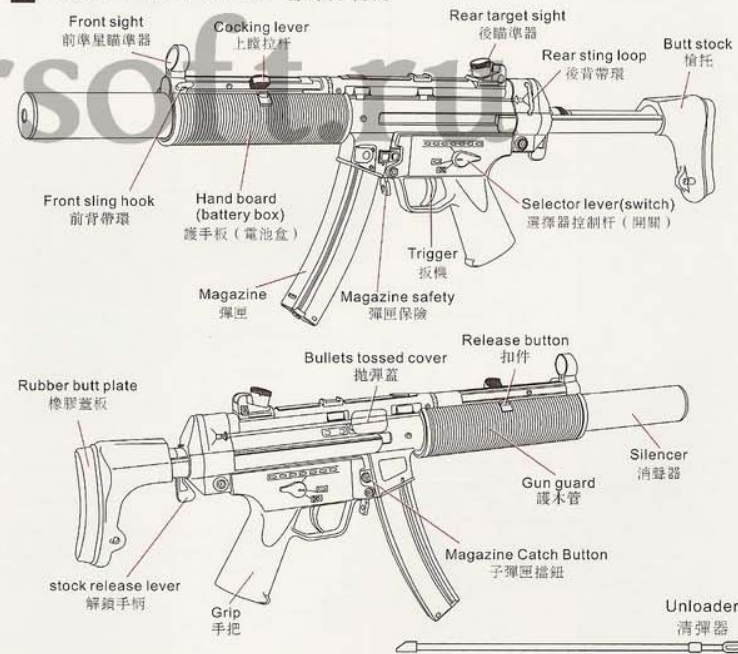 Front sight
前準星瞄準器
Cocking lever
上膛拉杆
Rear target sight
後瞄準器
Rear sting loop
後背帶環
Butt stock
槍托
rsoft.ru
Front sling hook
前背帶環
Hand board
(battery box)
護手板（電池盒）
Selector lever(switch)
選擇器控制杆（開關）
Trigger
扳機
Magazine
彈匣
Magazine safety
彈匣保險
Release button
扣件
Bullets tossed cover
拋彈蓋
Rubber butt plate
橡膠蓋板
Silencer
消聲器
Gun guard
護木管
Magazine Catch Button
子彈匣擋鈕
stock release lever
解鎖手柄
Grip
手把
Unloader
清彈器